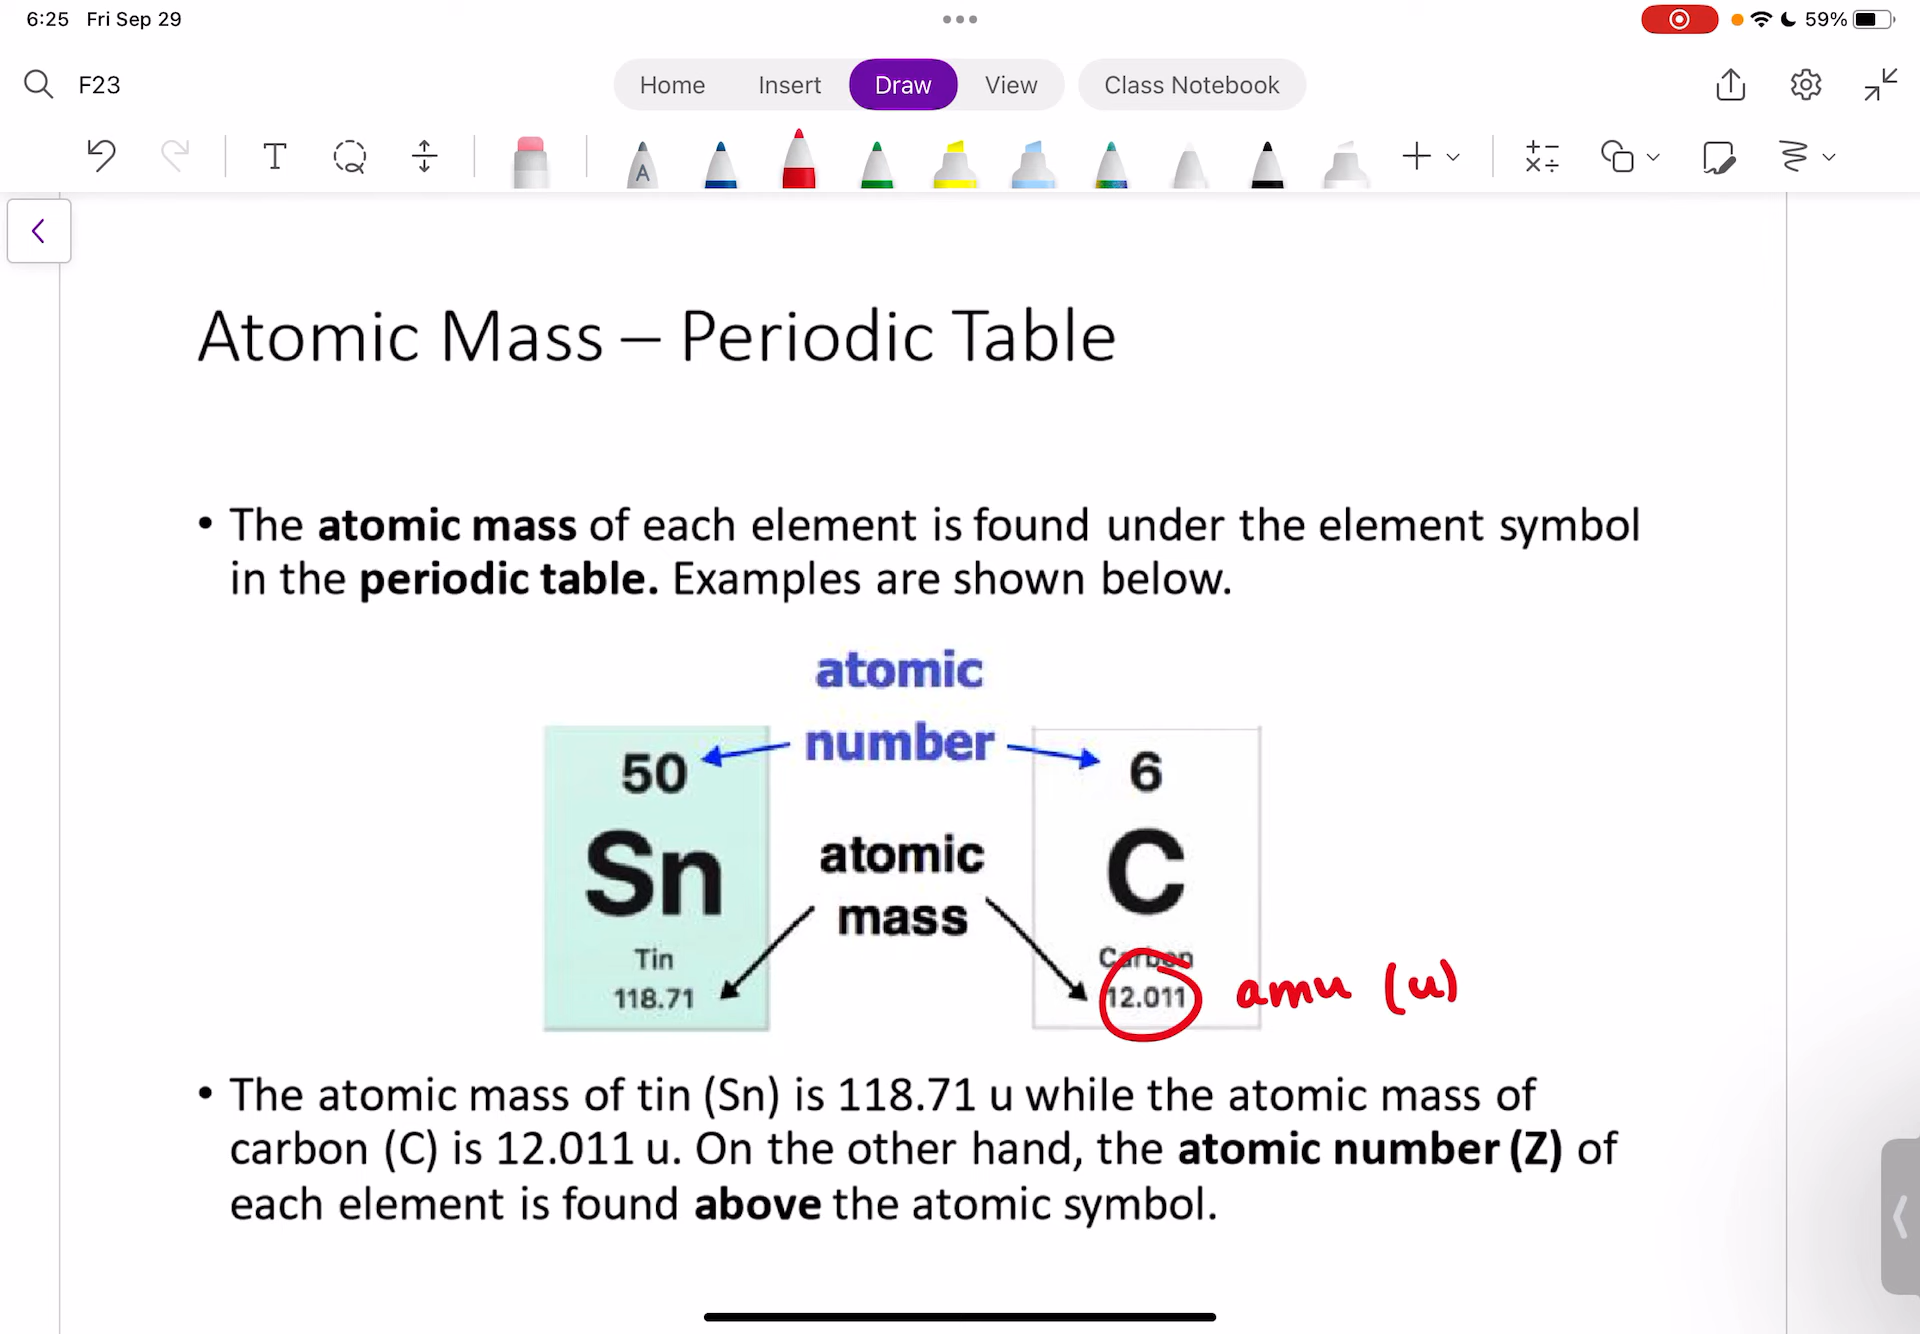 6:25 Fri Sep 29
59%
F23
Home Insert Draw View Class Notebook
T
A
Atomic Mass – Periodic Table
• The atomic mass of each element is found under the element symbol
in the periodic table. Examples are shown below.
atomic
number
50
Sn
Tin
118.71
atomic
mass
6
C
Carbon
12.011
amu (u)
• The atomic mass of tin (Sn) is 118.71 u while the atomic mass of
carbon (C) is 12.011 u. On the other hand, the atomic number (Z) of
each element is found above the atomic symbol.